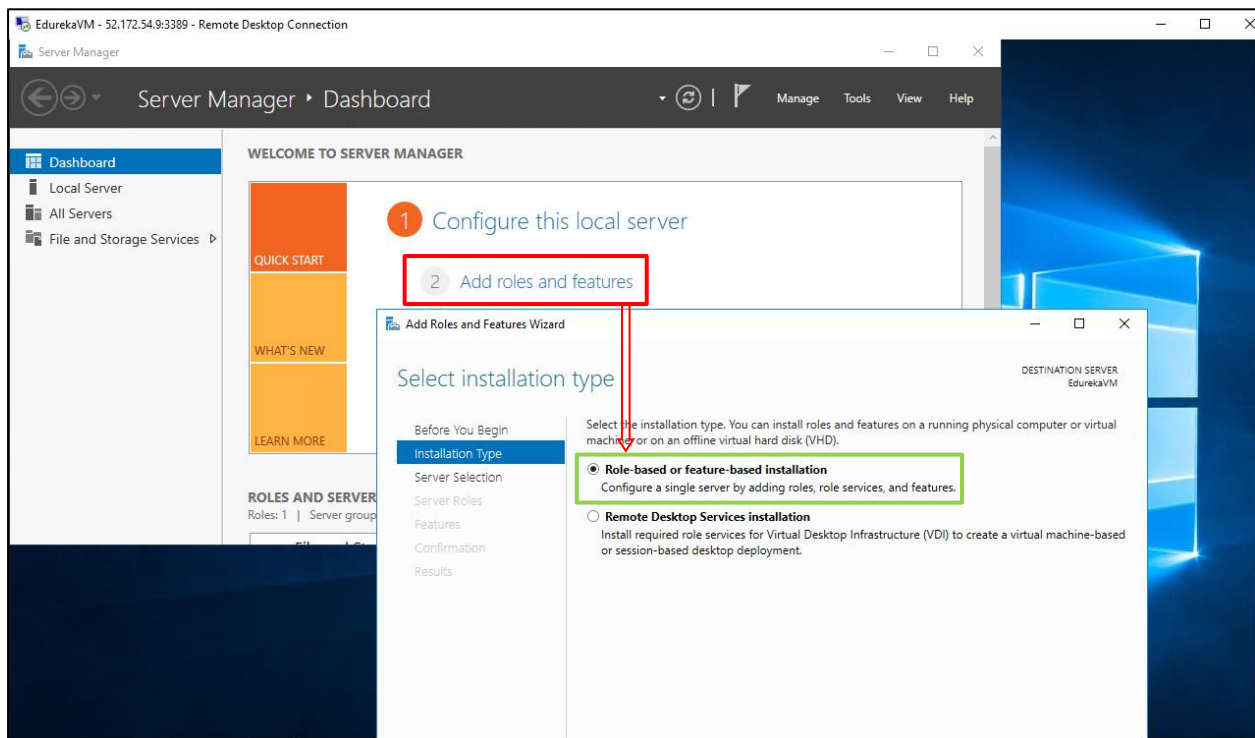 EdurekaVM - 52.172.54.9:3389 - Remote Desktop Connection
Server Manager
Server Manager • Dashboard
Manage Tools View Help
Dashboard
Local Server
All Servers
File and Storage Services
WELCOME TO SERVER MANAGER
QUICK START
WHAT'S NEW
LEARN MORE
1 Configure this local server
2 Add roles and features
ROLES AND SERVER
Roles: 1 | Server group
Add Roles and Features Wizard
Select installation type
DESTINATION SERVER
EdurekaVM
Before You Begin
Installation Type
Server Selection
Server Roles
Features
Confirmation
Results
Select the installation type. You can install roles and features on a running physical computer or virtual
machine, or on an offline virtual hard disk (VHD).
Role-based or feature-based installation
Configure a single server by adding roles, role services, and features.
Remote Desktop Services installation
Install required role services for Virtual Desktop Infrastructure (VDI) to create a virtual machine-based
or session-based desktop deployment.